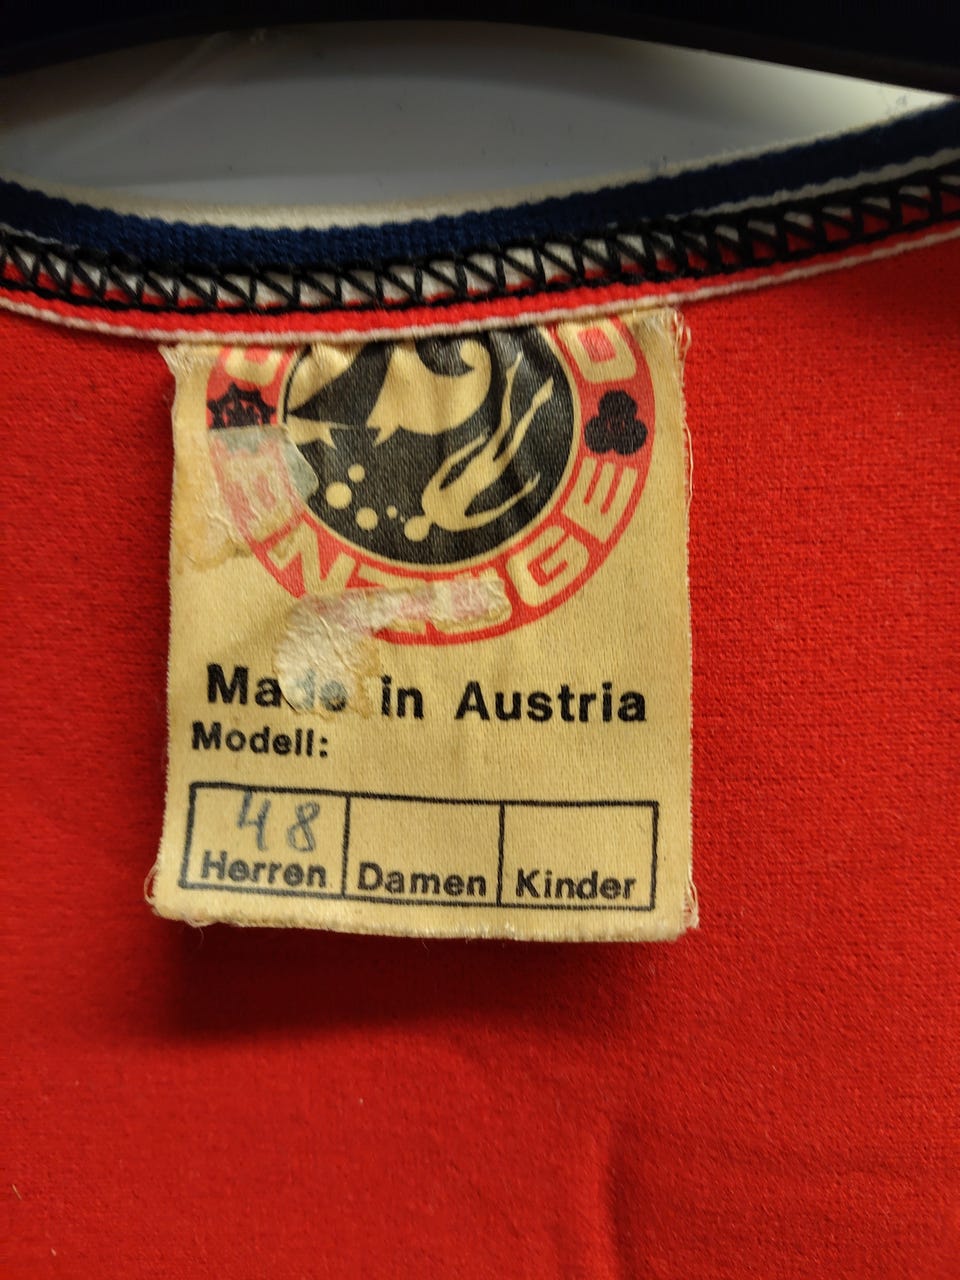 Made in Austria
Modell:
48
Herren Damen Kinder